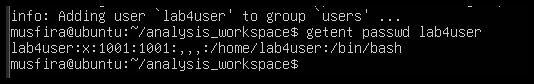 info: Adding user `lab4user' to group `users' ...
musfira@ubuntu:~/analysis_workspace$ getent passwd lab4user
lab4user:x:1001:1001:,,,:/home/lab4user:/bin/bash
musfira@ubuntu:~/analysis_workspace$